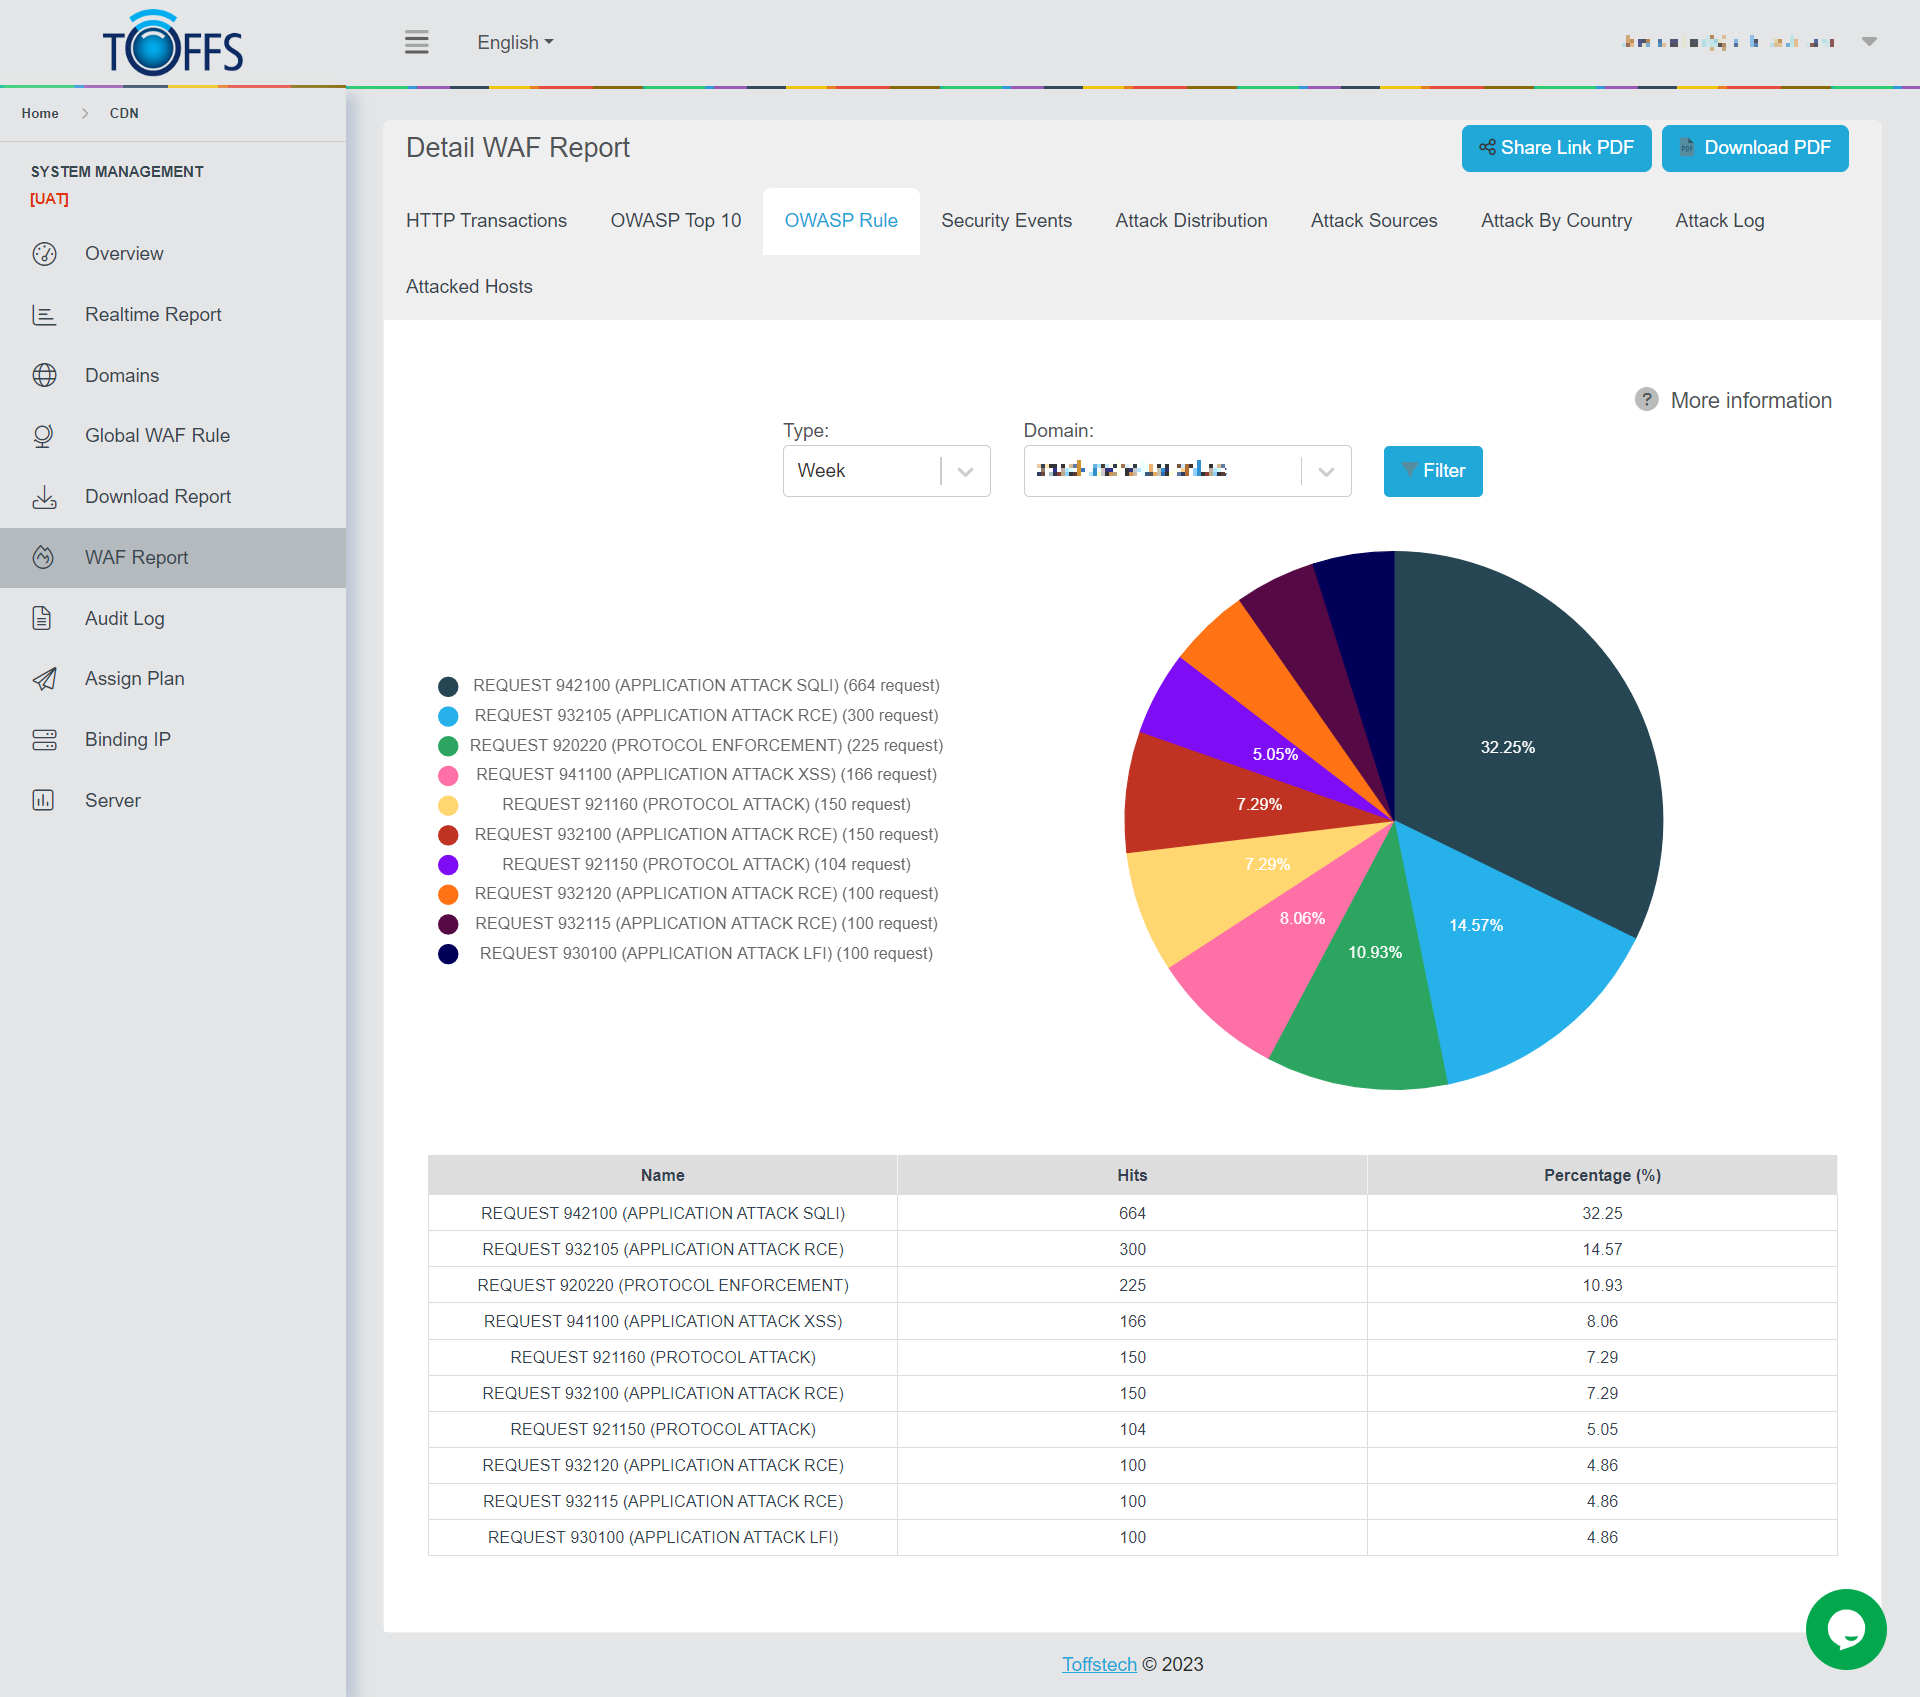 TOFFS
English
Home > CDN
SYSTEM MANAGEMENT
[UAT]
Overview
Realtime Report
Domains
Global WAF Rule
Download Report
WAF Report
Audit Log
Assign Plan
Binding IP
Server
Detail WAF Report
Share Link PDF
PDF Download PDF
HTTP Transactions OWASP Top 10 OWASP Rule Security Events Attack Distribution Attack Sources Attack By Country Attack Log
Attacked Hosts
? More information
Type: Domain:
Week
Filter
REQUEST 942100 (APPLICATION ATTACK SQLI) (664 request)
REQUEST 932105 (APPLICATION ATTACK RCE) (300 request)
REQUEST 920220 (PROTOCOL ENFORCEMENT) (225 request)
REQUEST 941100 (APPLICATION ATTACK XSS) (166 request)
REQUEST 921160 (PROTOCOL ATTACK) (150 request)
REQUEST 932100 (APPLICATION ATTACK RCE) (150 request)
REQUEST 921150 (PROTOCOL ATTACK) (104 request)
REQUEST 932120 (APPLICATION ATTACK RCE) (100 request)
REQUEST 932115 (APPLICATION ATTACK RCE) (100 request)
REQUEST 930100 (APPLICATION ATTACK LFI) (100 request)
32.25%
14.57%
10.93%
8.06%
7.29%
7.29%
5.05%
Name Hits Percentage (%)
REQUEST 942100 (APPLICATION ATTACK SQLI) 664 32.25
REQUEST 932105 (APPLICATION ATTACK RCE) 300 14.57
REQUEST 920220 (PROTOCOL ENFORCEMENT) 225 10.93
REQUEST 941100 (APPLICATION ATTACK XSS) 166 8.06
REQUEST 921160 (PROTOCOL ATTACK) 150 7.29
REQUEST 932100 (APPLICATION ATTACK RCE) 150 7.29
REQUEST 921150 (PROTOCOL ATTACK) 104 5.05
REQUEST 932120 (APPLICATION ATTACK RCE) 100 4.86
REQUEST 932115 (APPLICATION ATTACK RCE) 100 4.86
REQUEST 930100 (APPLICATION ATTACK LFI) 100 4.86
Toffstech © 2023